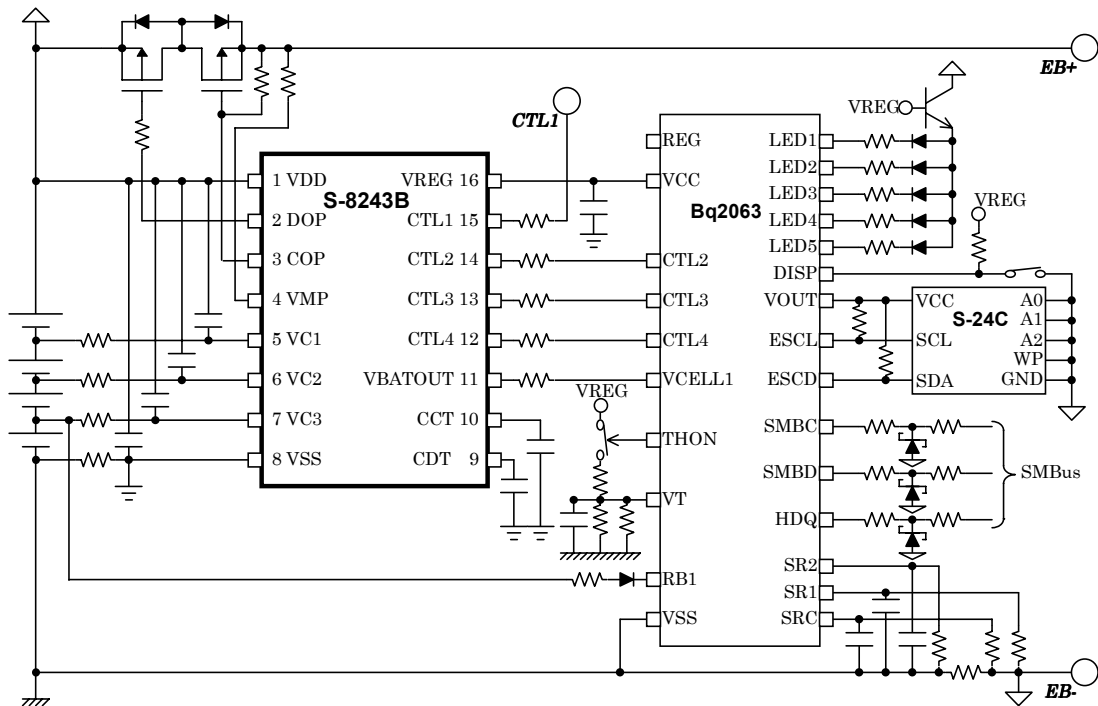 EB+
CTL1
VREG
S-8243B
1 VDD
2 DOP
3 COP
4 VMP
5 VC1
6 VC2
7 VC3
8 VSS
VREG 16
CTL1 15
CTL2 14
CTL3 13
CTL4 12
VBATOUT 11
CCT 10
CDT 9
Bq2063
REG
VCC
CTL2
CTL3
CTL4
VCELL1
VREG
THON
VT
RB1
VSS
LED1
LED2
LED3
LED4
LED5
DISP
VOUT
ESCL
ESCD
SMBC
SMBD
HDQ
SR2
SR1
SRC
VREG
S-24C
VCC
SCL
SDA
A0
A1
A2
WP
GND
SMBus
EB-